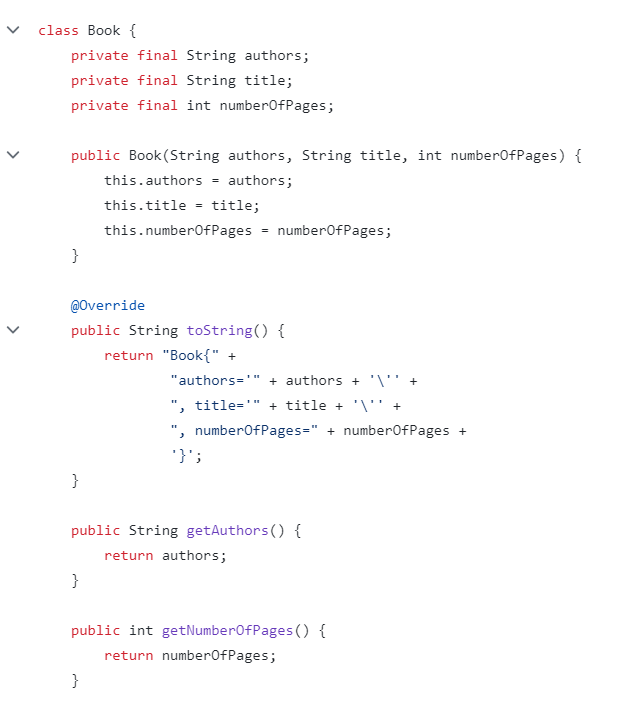 class Book {
    private final String authors;
    private final String title;
    private final int numberOfPages;

    public Book(String authors, String title, int numberOfPages) {
        this.authors = authors;
        this.title = title;
        this.numberOfPages = numberOfPages;
    }

    @Override
    public String toString() {
        return "Book{" +
                "authors='" + authors + '\'' +
                ", title='" + title + '\'' +
                ", numberOfPages=" + numberOfPages +
                '}';
    }

    public String getAuthors() {
        return authors;
    }

    public int getNumberOfPages() {
        return numberOfPages;
    }